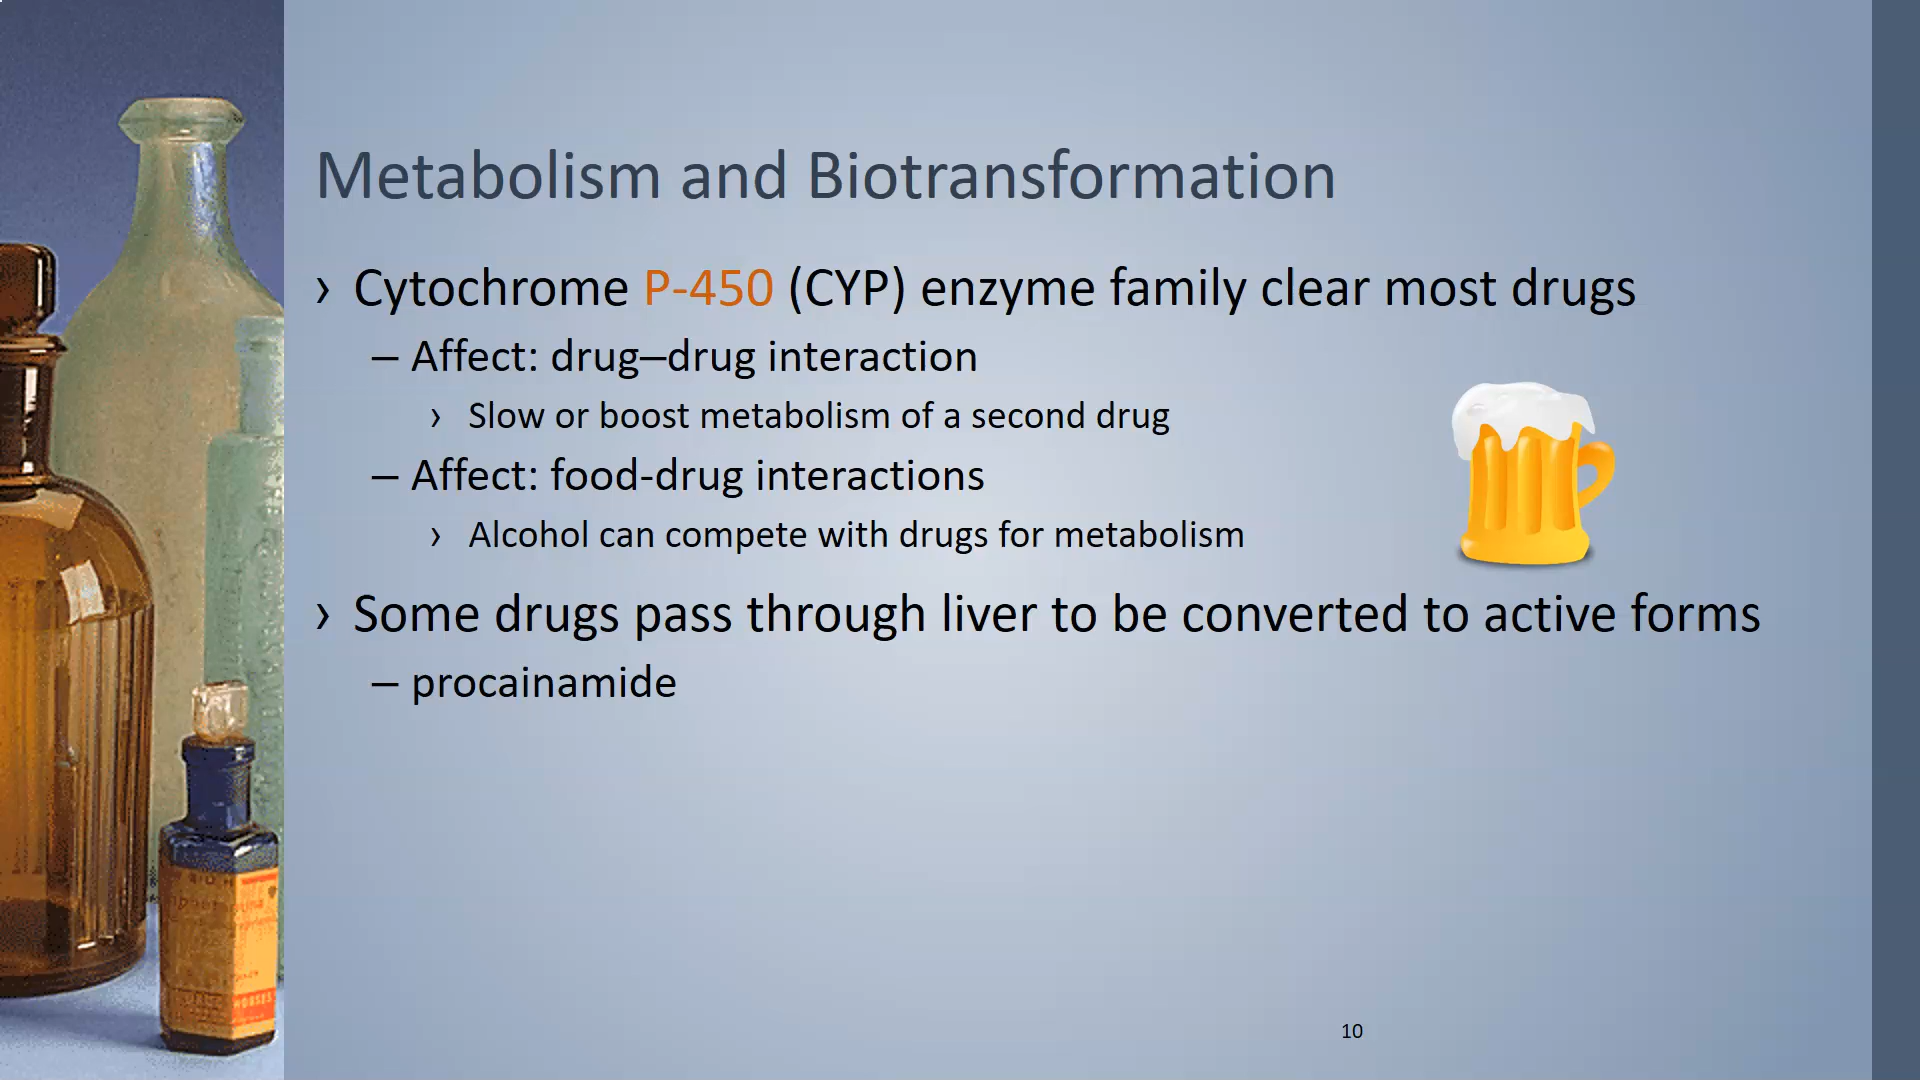 Metabolism and Biotransformation
› Cytochrome P-450 (CYP) enzyme family clear most drugs
– Affect: drug–drug interaction
› Slow or boost metabolism of a second drug
– Affect: food-drug interactions
› Alcohol can compete with drugs for metabolism
› Some drugs pass through liver to be converted to active forms
– procainamide
10